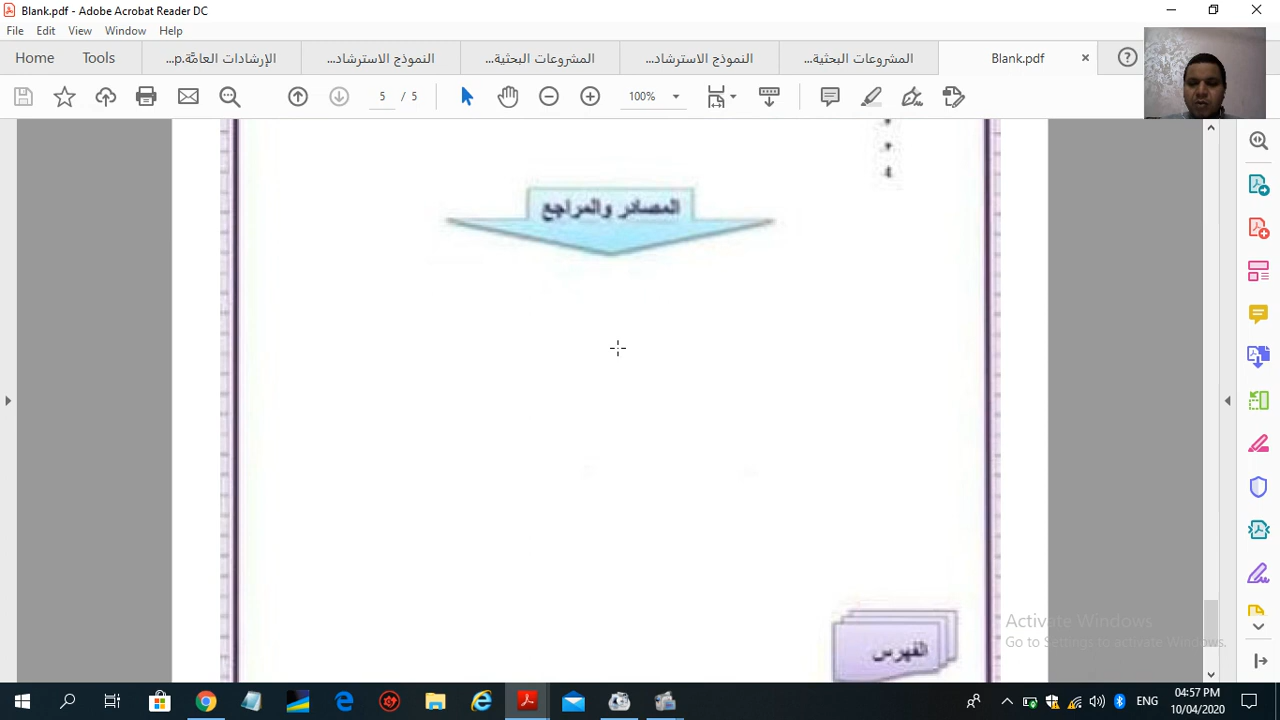 Blank.pdf - Adobe Acrobat Reader DC
File Edit View Window Help
Home Tools الإرشادات العامّة.p... النموذج الاسترشاد... المشروعات البحثية... النموذج الاسترشاد... المشروعات البحثية... Blank.pdf
5 / 5 100%
المصادر والمراجع
الفهرس
Activate Windows
Go to Settings to activate Windows.
ENG
04:57 PM
10/04/2020